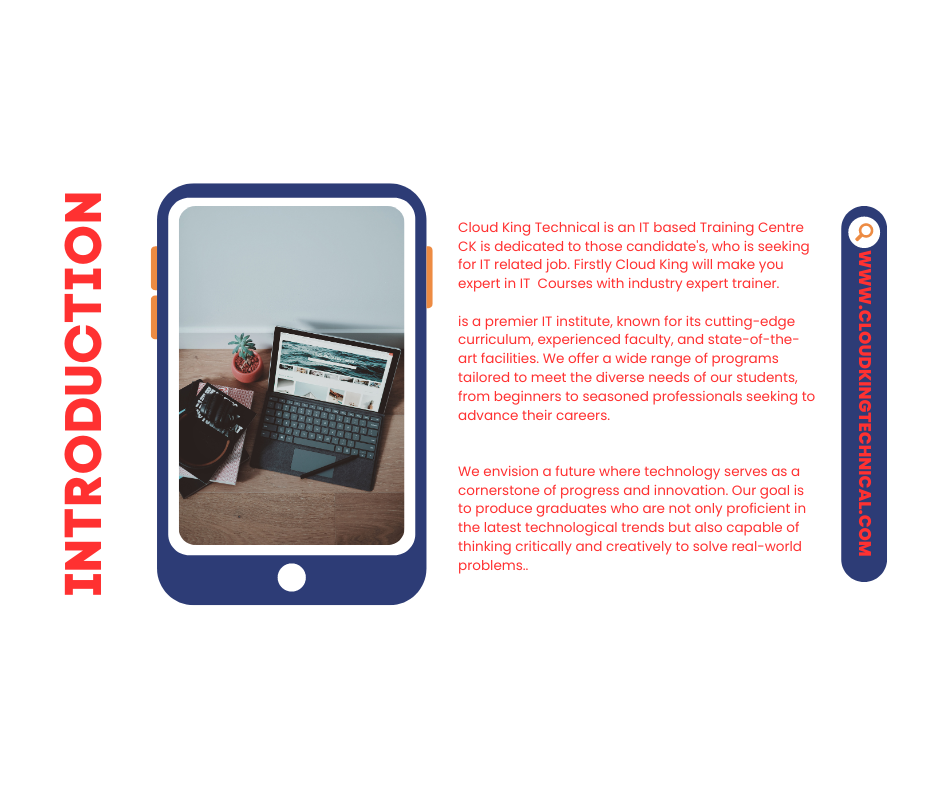 INTRODUCTION
Cloud King Technical is an IT based Training Centre
CK is dedicated to those candidate's, who is seeking
for IT related job. Firstly Cloud King will make you
expert in IT  Courses with industry expert trainer.
is a premier IT institute, known for its cutting-edge
curriculum, experienced faculty, and state-of-the-
art facilities. We offer a wide range of programs
tailored to meet the diverse needs of our students,
from beginners to seasoned professionals seeking to
advance their careers.
We envision a future where technology serves as a
cornerstone of progress and innovation. Our goal is
to produce graduates who are not only proficient in
the latest technological trends but also capable of
thinking critically and creatively to solve real-world
problems..
WWW.CLOUDKINGTECHNICAL.COM